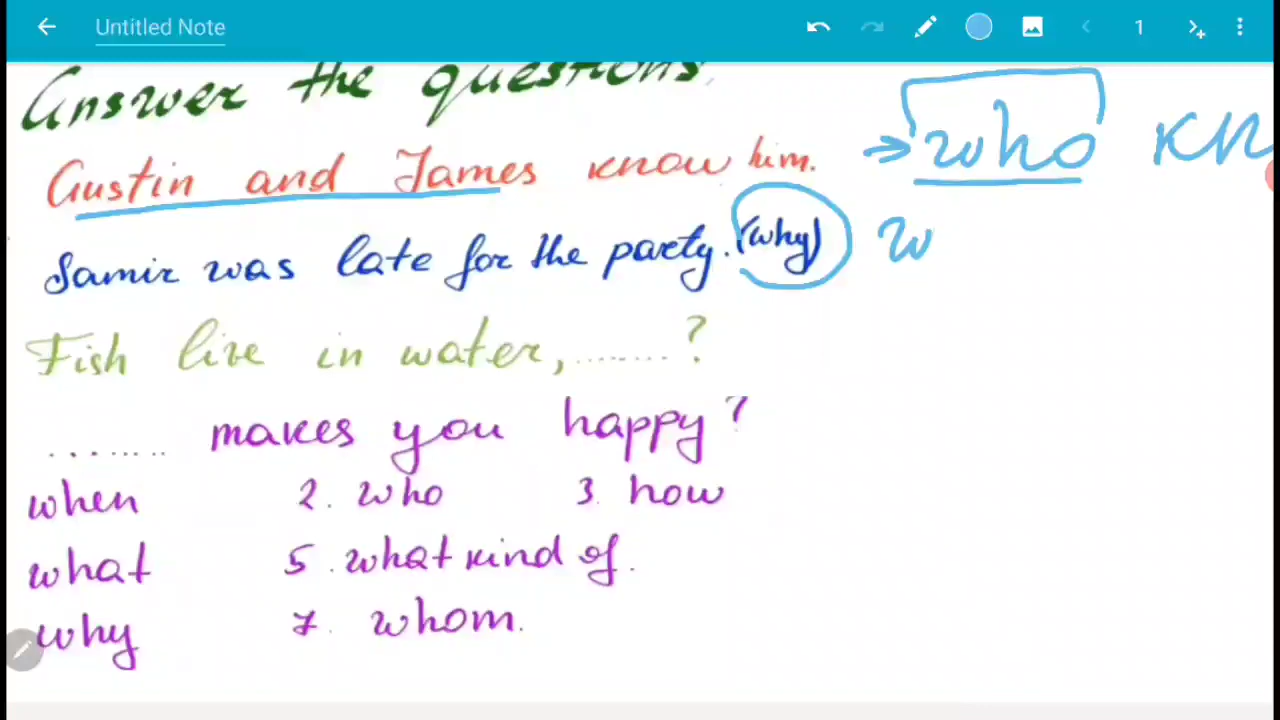 Untitled Note
1
Answer the questions.
Gustin and James know him. → who kn
Samir was late for the party. (why) w
Fish live in water, ........ ?
........ makes you happy?
when 2. who 3. how
what 5. what kind of.
why 7. whom.